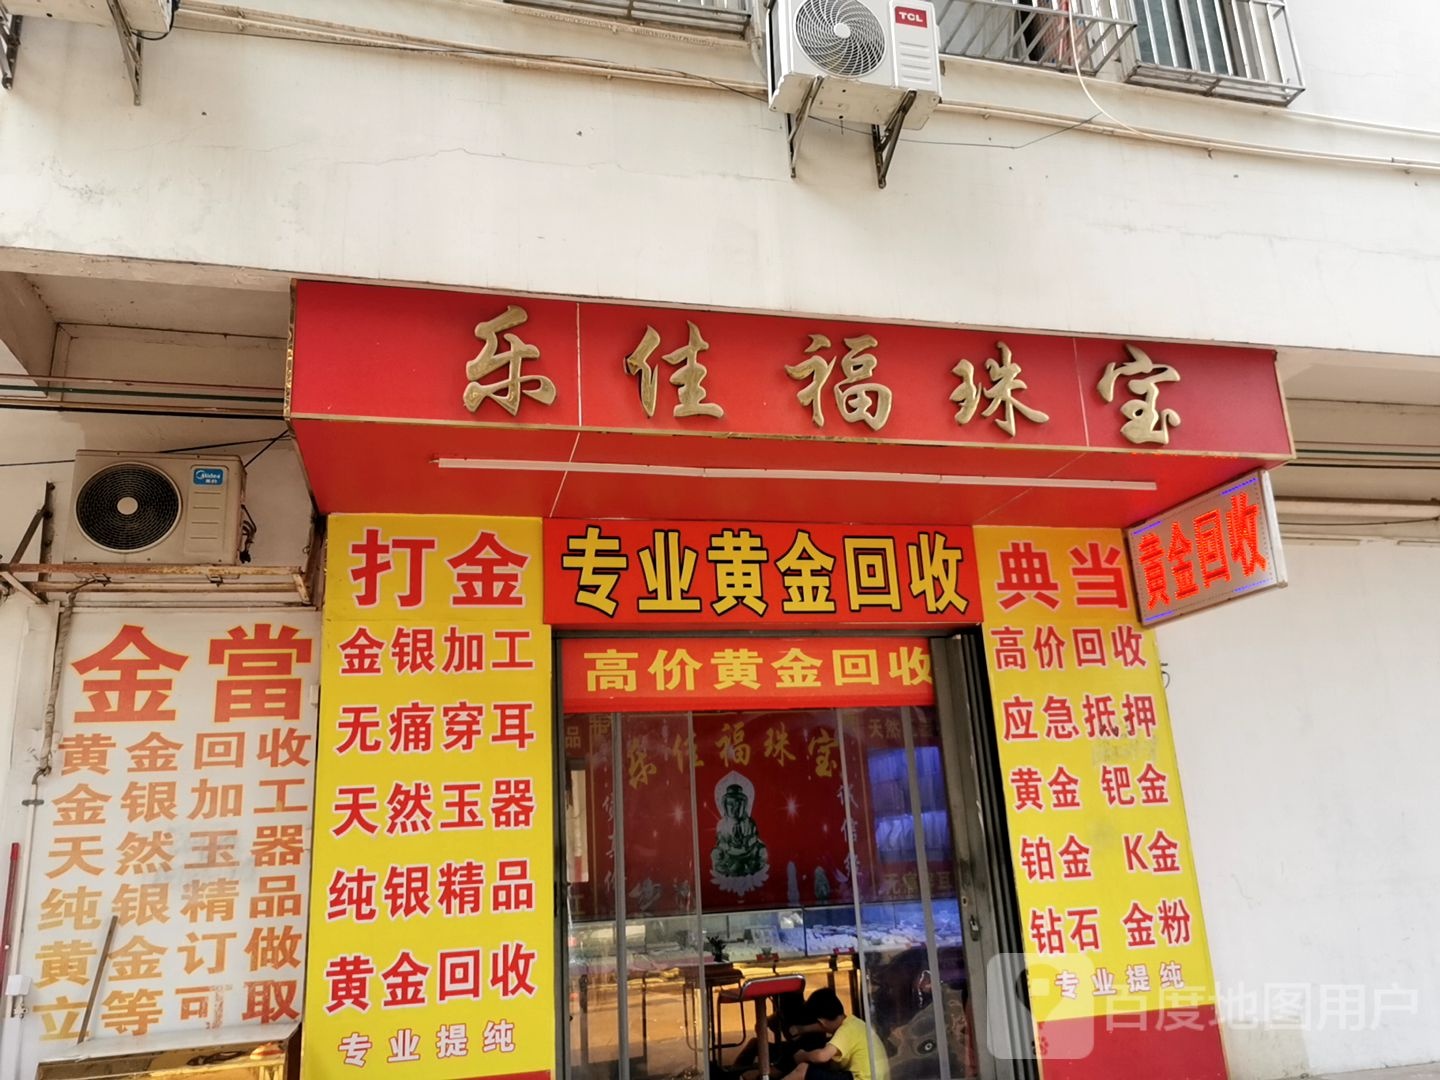 TCL
乐佳福珠宝
Midea
美的
打金
金银加工
无痛穿耳
天然玉器
纯银精品
黄金回收
专业提纯
专业黄金回收
高价黄金回收
乐佳福珠宝
典当
高价回收
应急抵押
黄金 钯金
铂金 K金
钻石 金粉
专业提纯
黄金回收
金當
黄金回收
金银加工
天然玉器
纯银精品
黄金订做
立等可取
百度地图用户